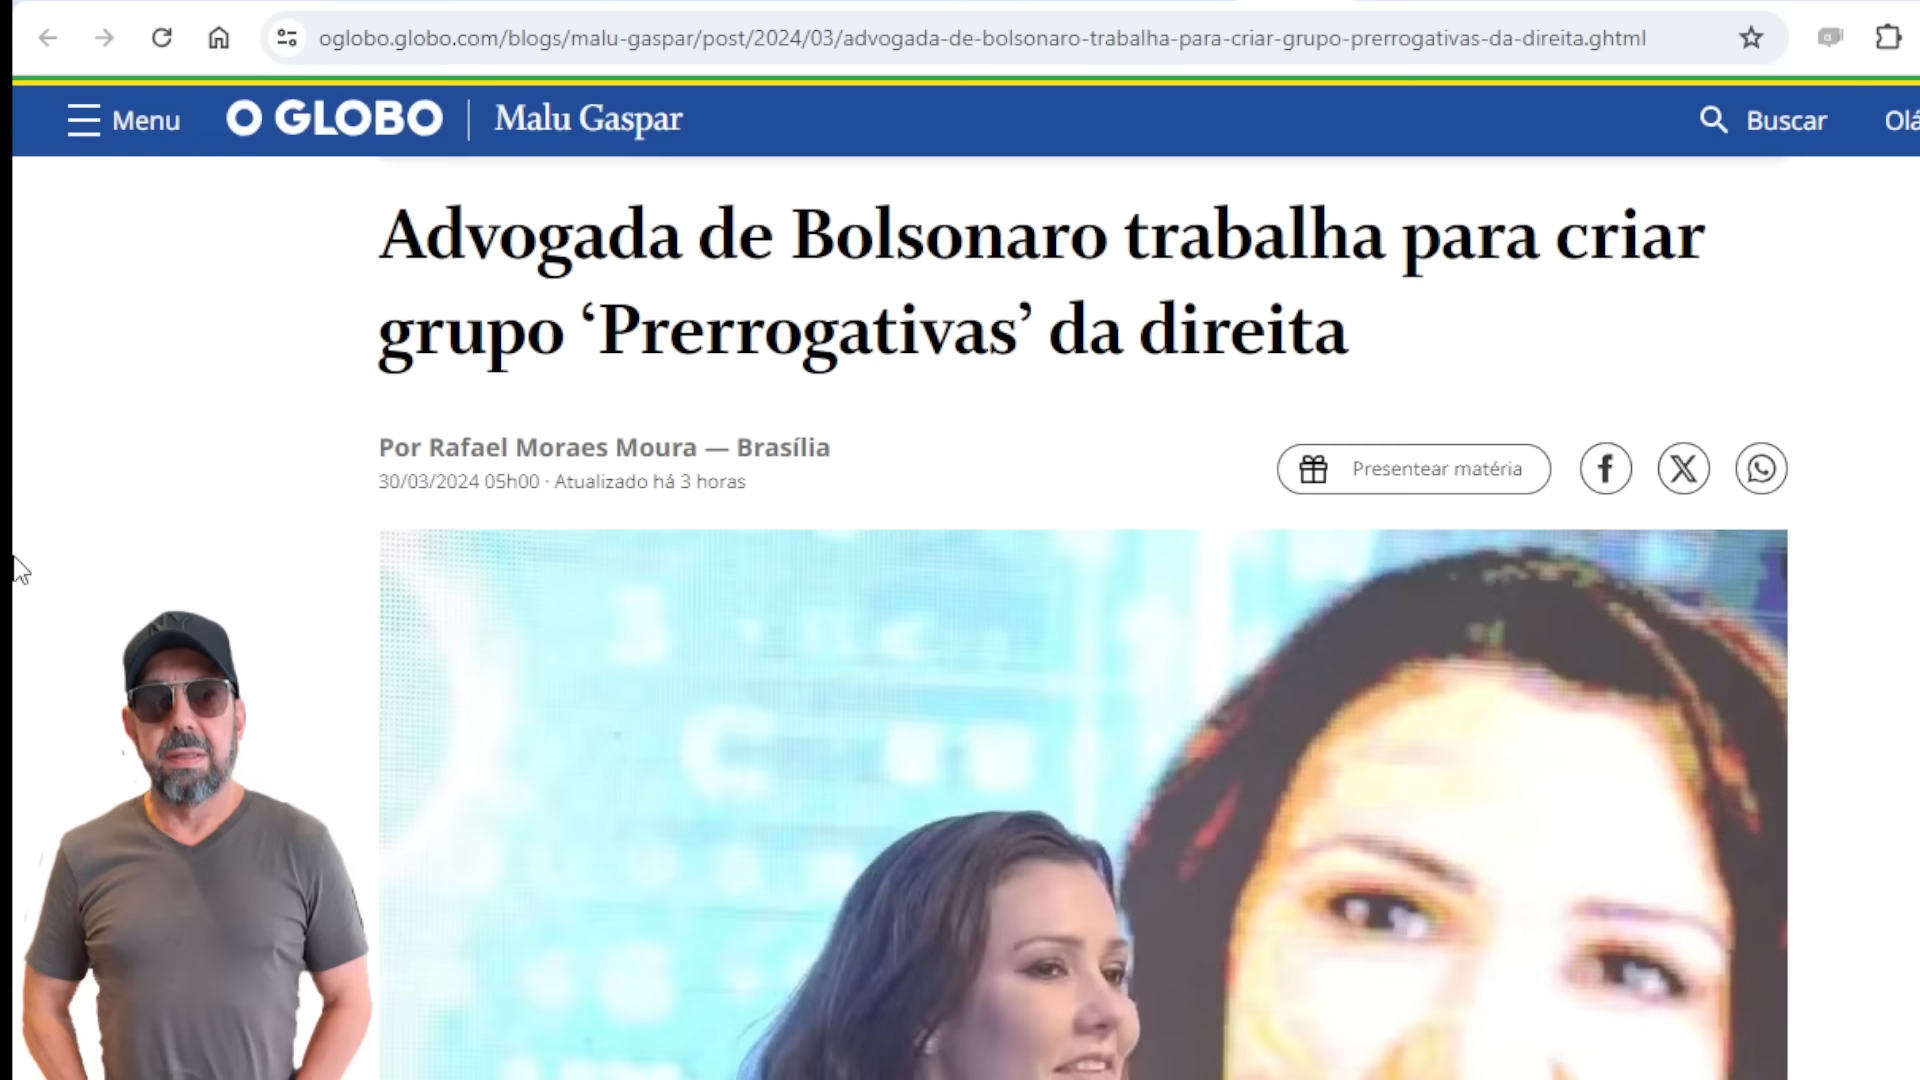 oglobo.globo.com/blogs/malu-gaspar/post/2024/03/advogada-de-bolsonaro-trabalha-para-criar-grupo-prerrogativas-da-direita.ghtml
Menu O GLOBO Malu Gaspar Buscar Olá
Advogada de Bolsonaro trabalha para criar
grupo ‘Prerrogativas’ da direita
Por Rafael Moraes Moura — Brasília
30/03/2024 05h00 · Atualizado há 3 horas
Presentear matéria